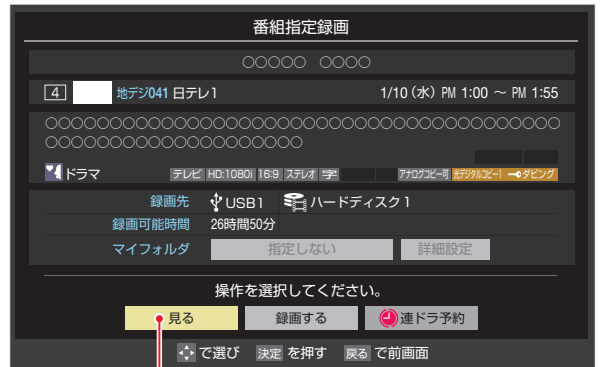 番組指定録画
○○○○○ ○○○○
4 地デジ041 日テレ1 1/10 (水) PM 1:00 ～ PM 1:55
○○○○○○○○○○○○○○○○○○○○○○○○○○○○○○○○○○○○○○○○
○○○○○○○○○○○○○○○○○○○○
ドラマ テレビ HD:1080i 16:9 ステレオ 字 アナログコピー可 光デジタルコピー1 ダビング
録画先 USB1 ハードディスク1
録画可能時間 26時間50分
マイフォルダ 指定しない 詳細設定
操作を選択してください。
見る 録画する 連ドラ予約
で選び 決定 を押す 戻る で前画面